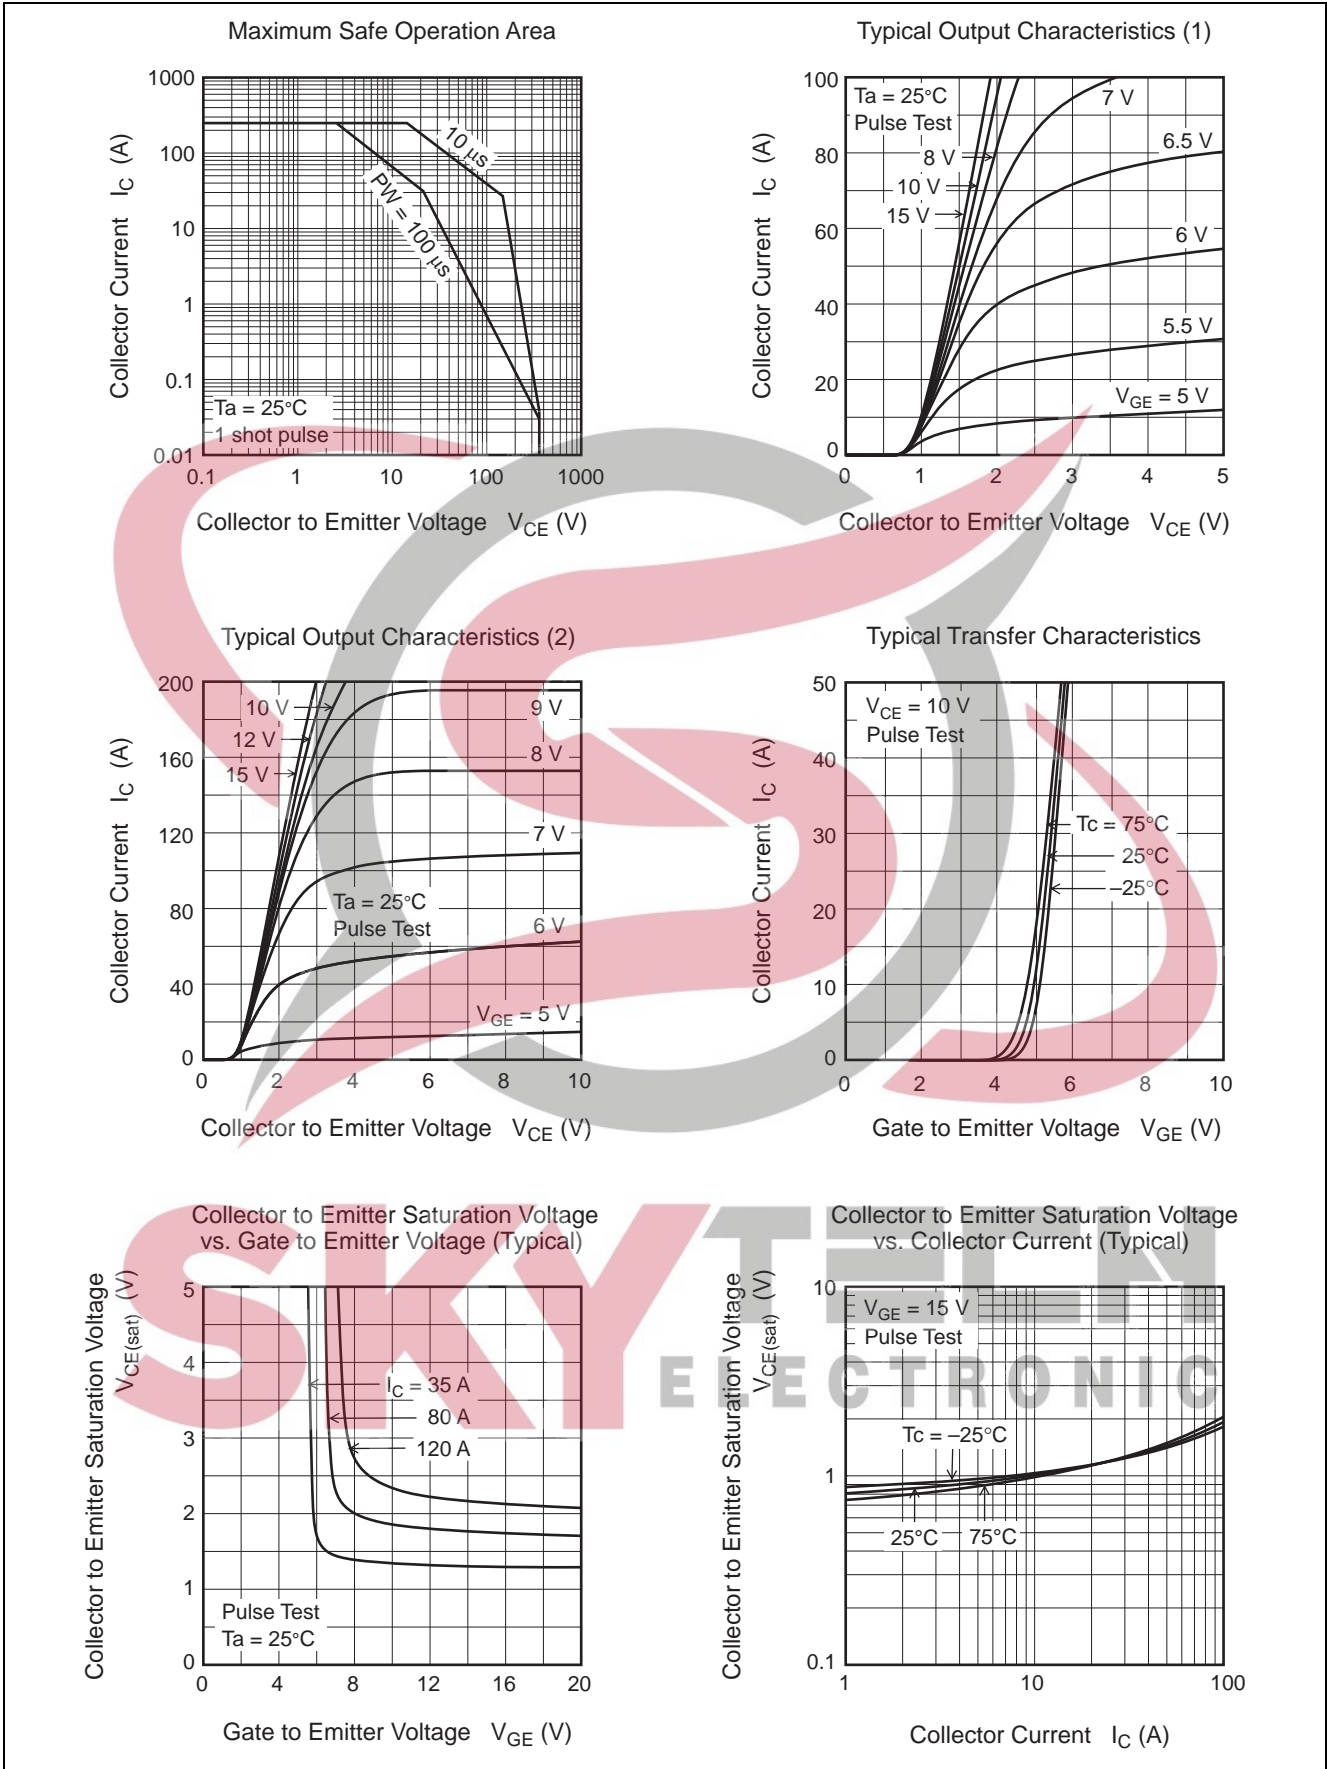 Maximum Safe Operation Area
1000
100
10
1
0.1
0.01
0.1 1 10 100 1000
Collector Current IC (A)
10 μs
PW = 100 μs
Ta = 25°C
1 shot pulse
Collector to Emitter Voltage VCE (V)
Typical Output Characteristics (1)
100
80
60
40
20
0
0 1 2 3 4 5
Collector Current IC (A)
Ta = 25°C
Pulse Test
7 V
8 V
10 V
15 V
6.5 V
6 V
5.5 V
VGE = 5 V
Collector to Emitter Voltage VCE (V)
Typical Output Characteristics (2)
200
160
120
80
40
0
0 2 4 6 8 10
Collector Current IC (A)
10 V
12 V
15 V
9 V
8 V
7 V
Ta = 25°C
Pulse Test
6 V
VGE = 5 V
Collector to Emitter Voltage VCE (V)
Typical Transfer Characteristics
50
40
30
20
10
0
0 2 4 6 8 10
Collector Current IC (A)
VCE = 10 V
Pulse Test
Tc = 75°C
25°C
–25°C
Gate to Emitter Voltage VGE (V)
Collector to Emitter Saturation Voltage
vs. Gate to Emitter Voltage (Typical)
5
4
3
2
1
0
0 4 8 12 16 20
Collector to Emitter Saturation Voltage
VCE(sat) (V)
IC = 35 A
80 A
120 A
Pulse Test
Ta = 25°C
Gate to Emitter Voltage VGE (V)
Collector to Emitter Saturation Voltage
vs. Collector Current (Typical)
10
1
0.1
1 10 100
Collector to Emitter Saturation Voltage
VCE(sat) (V)
VGE = 15 V
Pulse Test
Tc = –25°C
25°C 75°C
Collector Current IC (A)
SKYTECH
ELECTRONIC